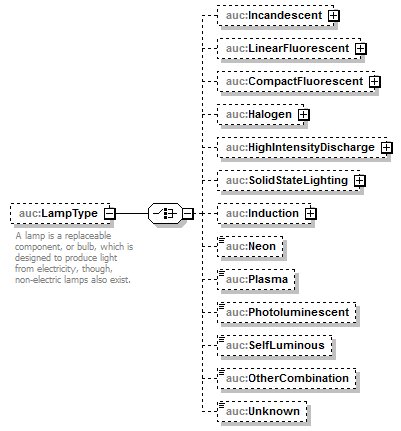 auc:Incandescent
auc:LinearFluorescent
auc:CompactFluorescent
auc:Halogen
auc:HighIntensityDischarge
auc:SolidStateLighting
auc:LampType
auc:Induction
A lamp is a replaceable
component, or bulb, which is
designed to produce light
from electricity, though,
non-electric lamps also exist.
auc:Neon
auc:Plasma
auc:Photoluminescent
auc:SelfLuminous
auc:OtherCombination
auc:Unknown